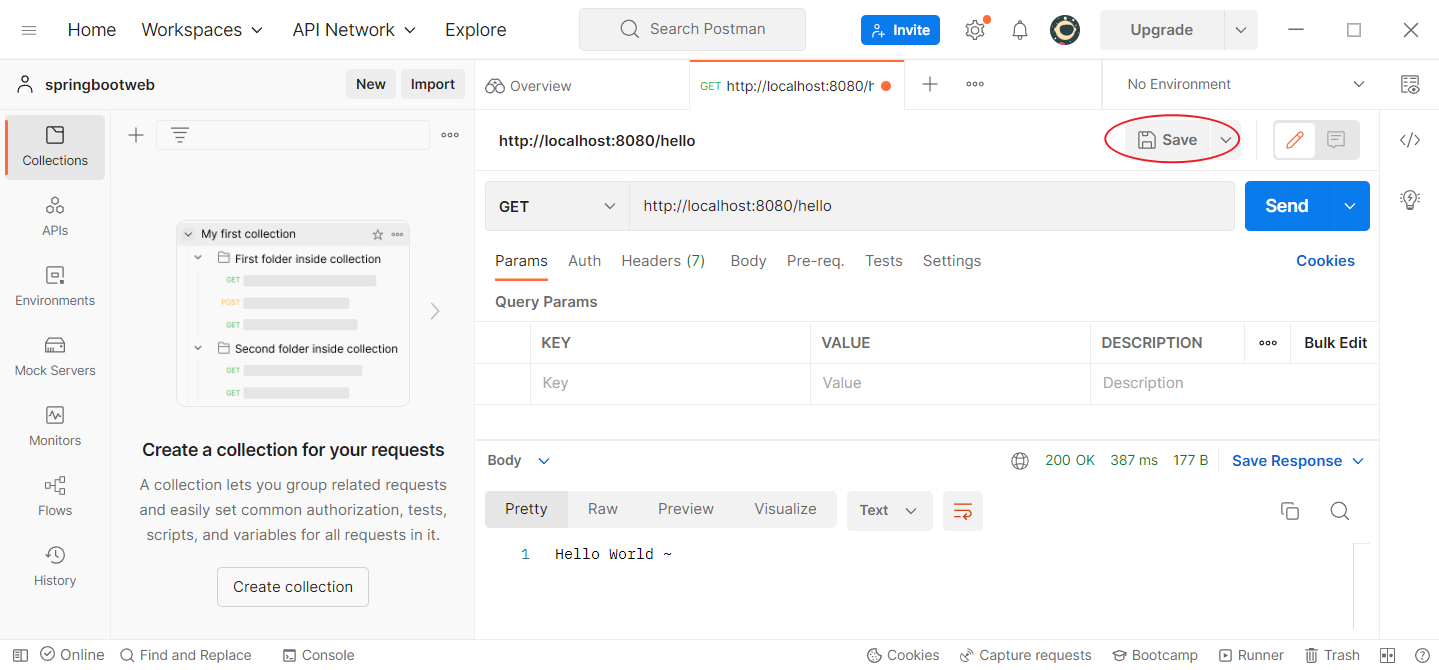 Home Workspaces API Network Explore Search Postman Invite Upgrade
springbootweb New Import Overview GET http://localhost:8080/h No Environment
Collections
APIs
Environments
Mock Servers
Monitors
Flows
History
My first collection
First folder inside collection
GET
POST
GET
Second folder inside collection
GET
GET
Create a collection for your requests
A collection lets you group related requests
and easily set common authorization, tests,
scripts, and variables for all requests in it.
Create collection
http://localhost:8080/hello Save
GET http://localhost:8080/hello Send
Params Auth Headers (7) Body Pre-req. Tests Settings Cookies
Query Params
KEY VALUE DESCRIPTION Bulk Edit
Key Value Description
Body 200 OK 387 ms 177 B Save Response
Pretty Raw Preview Visualize Text
1 Hello World ~
Online Find and Replace Console Cookies Capture requests Bootcamp Runner Trash